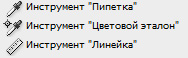 Инструмент "Пипетка"
Инструмент "Цветовой эталон"
Инструмент "Линейка"